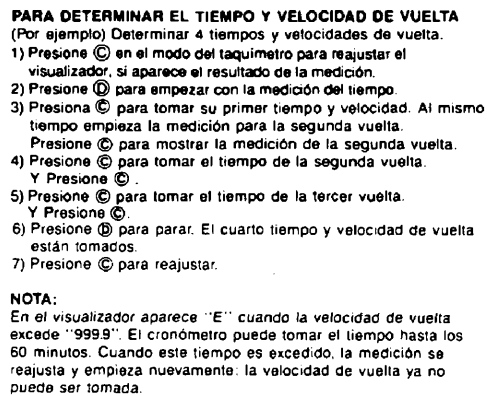 PARA DETERMINAR EL TIEMPO Y VELOCIDAD DE VUELTA
(Por ejemplo) Determinar 4 tiempos y velocidades de vuelta.
1) Presione Ⓒ en el modo del taquimetro para reajustar el
visualizador, si aparece el resultado de la medición.
2) Presione Ⓓ para empezar con la medición del tiempo.
3) Presiona Ⓒ para tomar su primer tiempo y velocidad. Al mismo
tiempo empieza la medición para la segunda vuelta.
Presione Ⓒ para mostrar la medición de la segunda vuelta.
4) Presione Ⓒ para tomar el tiempo de la segunda vuelta.
Y Presione Ⓒ.
5) Presione Ⓒ para tomar el tiempo de la tercer vuelta.
Y Presione Ⓒ.
6) Presione Ⓓ para parar. El cuarto tiempo y velocidad de vuelta
están tomados.
7) Presione Ⓒ para reajustar.
NOTA:
En el visualizador aparece "E" cuando la velocidad de vuelta
excede "999.9". El cronómetro puede tomar el tiempo hasta los
60 minutos. Cuando este tiempo es excedido, la medición se
reajusta y empieza nuevamente: la velocidad de vuelta ya no
puede ser tomada.